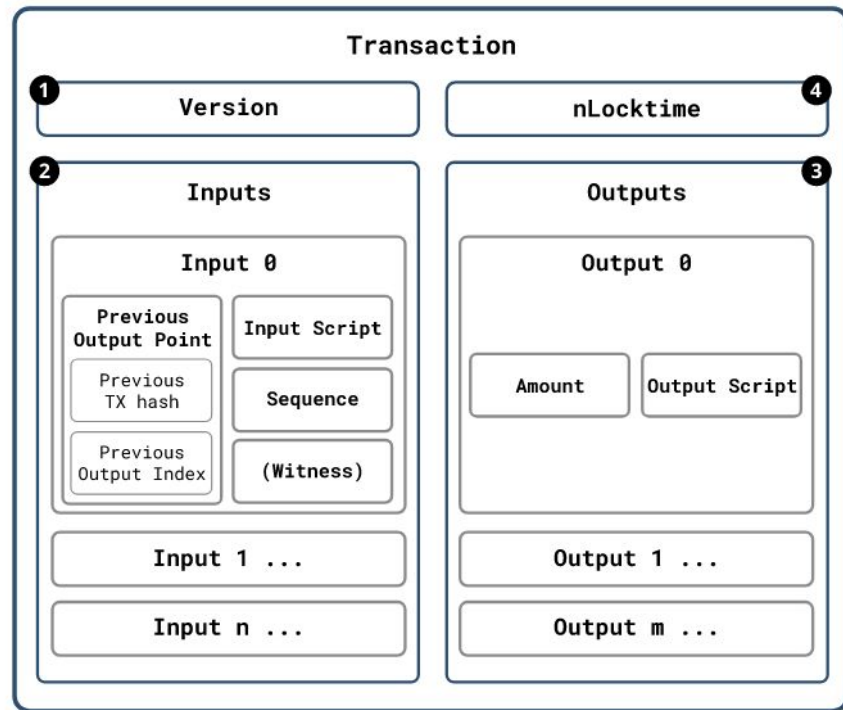 Transaction
1
Version
nLocktime
4
2
Inputs
Input 0
Previous
Output Point
Previous
TX hash
Previous
Output Index
Input Script
Sequence
(Witness)
Input 1 ...
Input n ...
3
Outputs
Output 0
Amount
Output Script
Output 1 ...
Output m ...